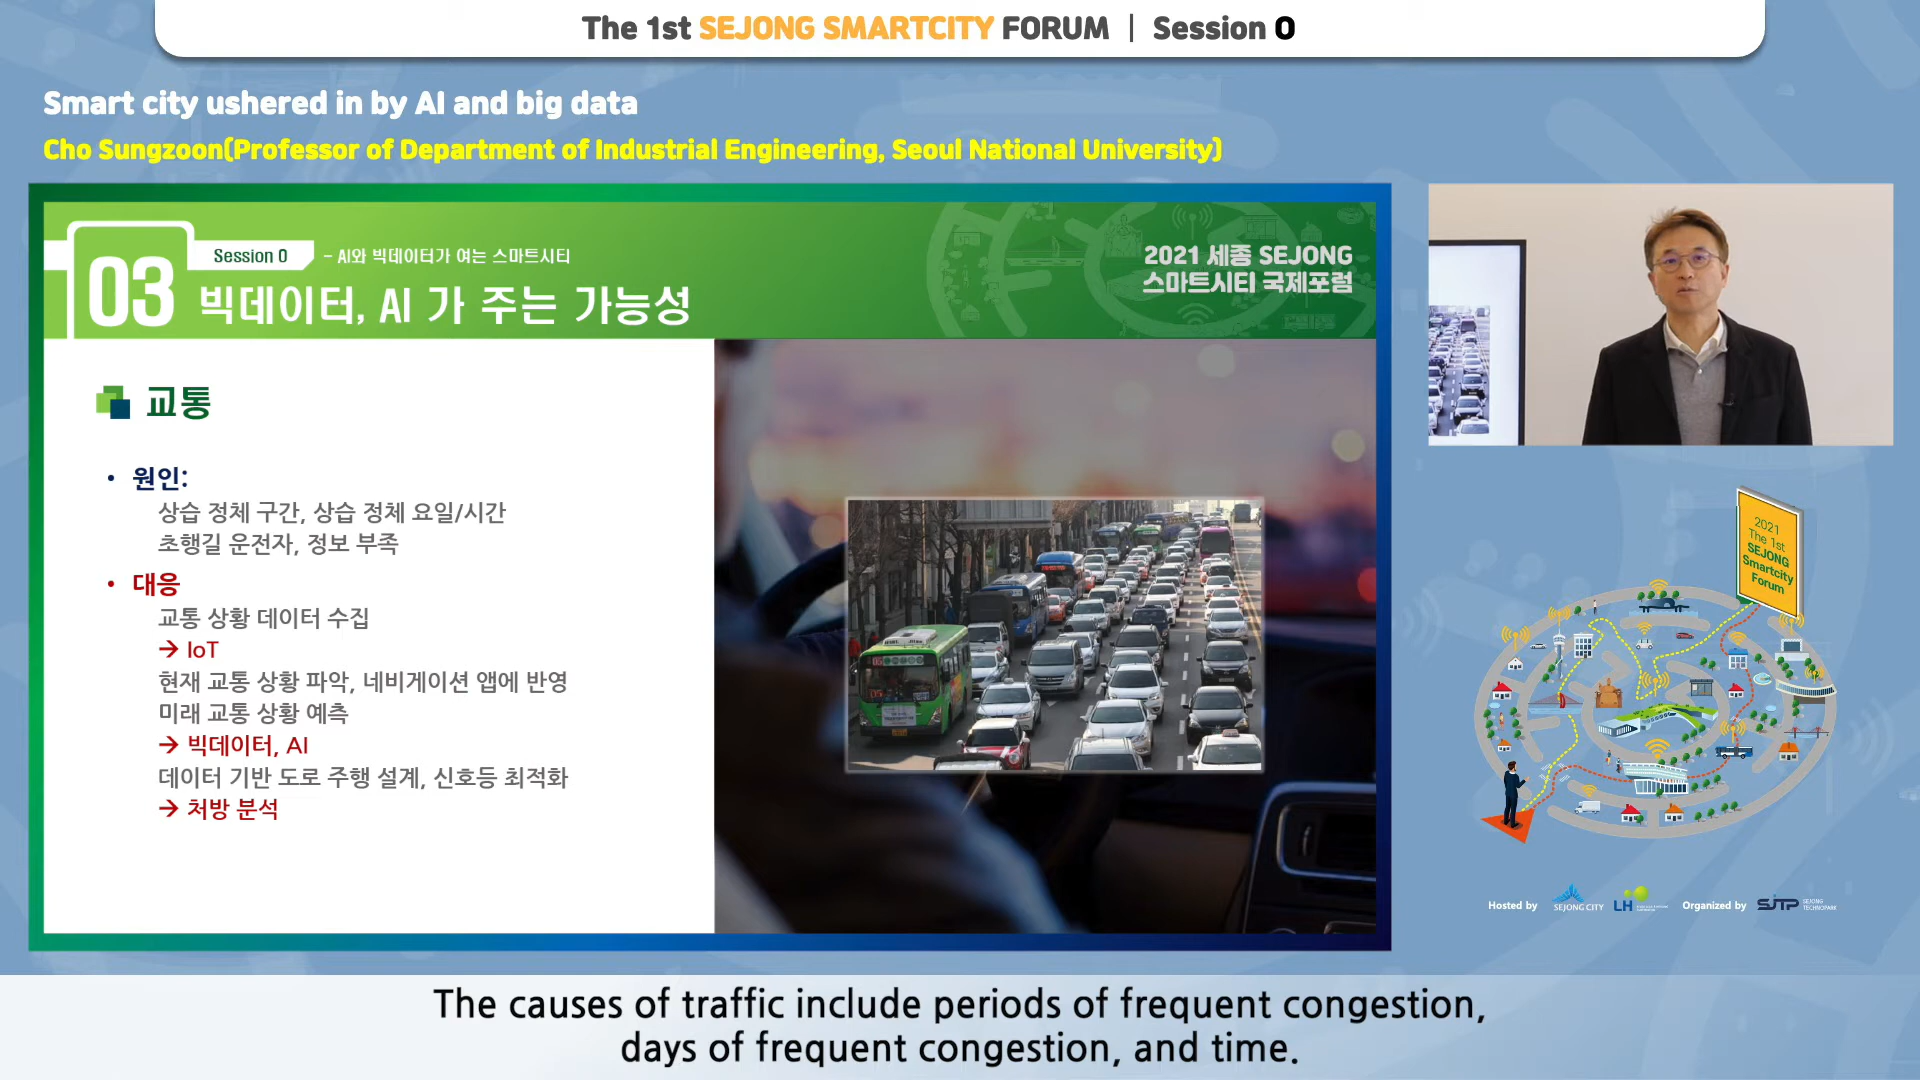 The 1st SEJONG SMARTCITY FORUM | Session 0
Smart city ushered in by AI and big data
Cho Sungzoon(Professor of Department of Industrial Engineering, Seoul National University)
03
Session 0
- AI와 빅데이터가 여는 스마트시티
빅데이터, AI 가 주는 가능성
2021 세종 SEJONG
스마트시티 국제포럼
교통
• 원인:
상습 정체 구간, 상습 정체 요일/시간
초행길 운전자, 정보 부족
• 대응
교통 상황 데이터 수집
→ IoT
현재 교통 상황 파악, 네비게이션 앱에 반영
미래 교통 상황 예측
→ 빅데이터, AI
데이터 기반 도로 주행 설계, 신호등 최적화
→ 처방 분석
2021
The 1st
SEJONG
Smartcity
Forum
Hosted by
SEJONG CITY
LH
Organized by
SJTP
SEJONG
TECHNOPARK
The causes of traffic include periods of frequent congestion,
days of frequent congestion, and time.